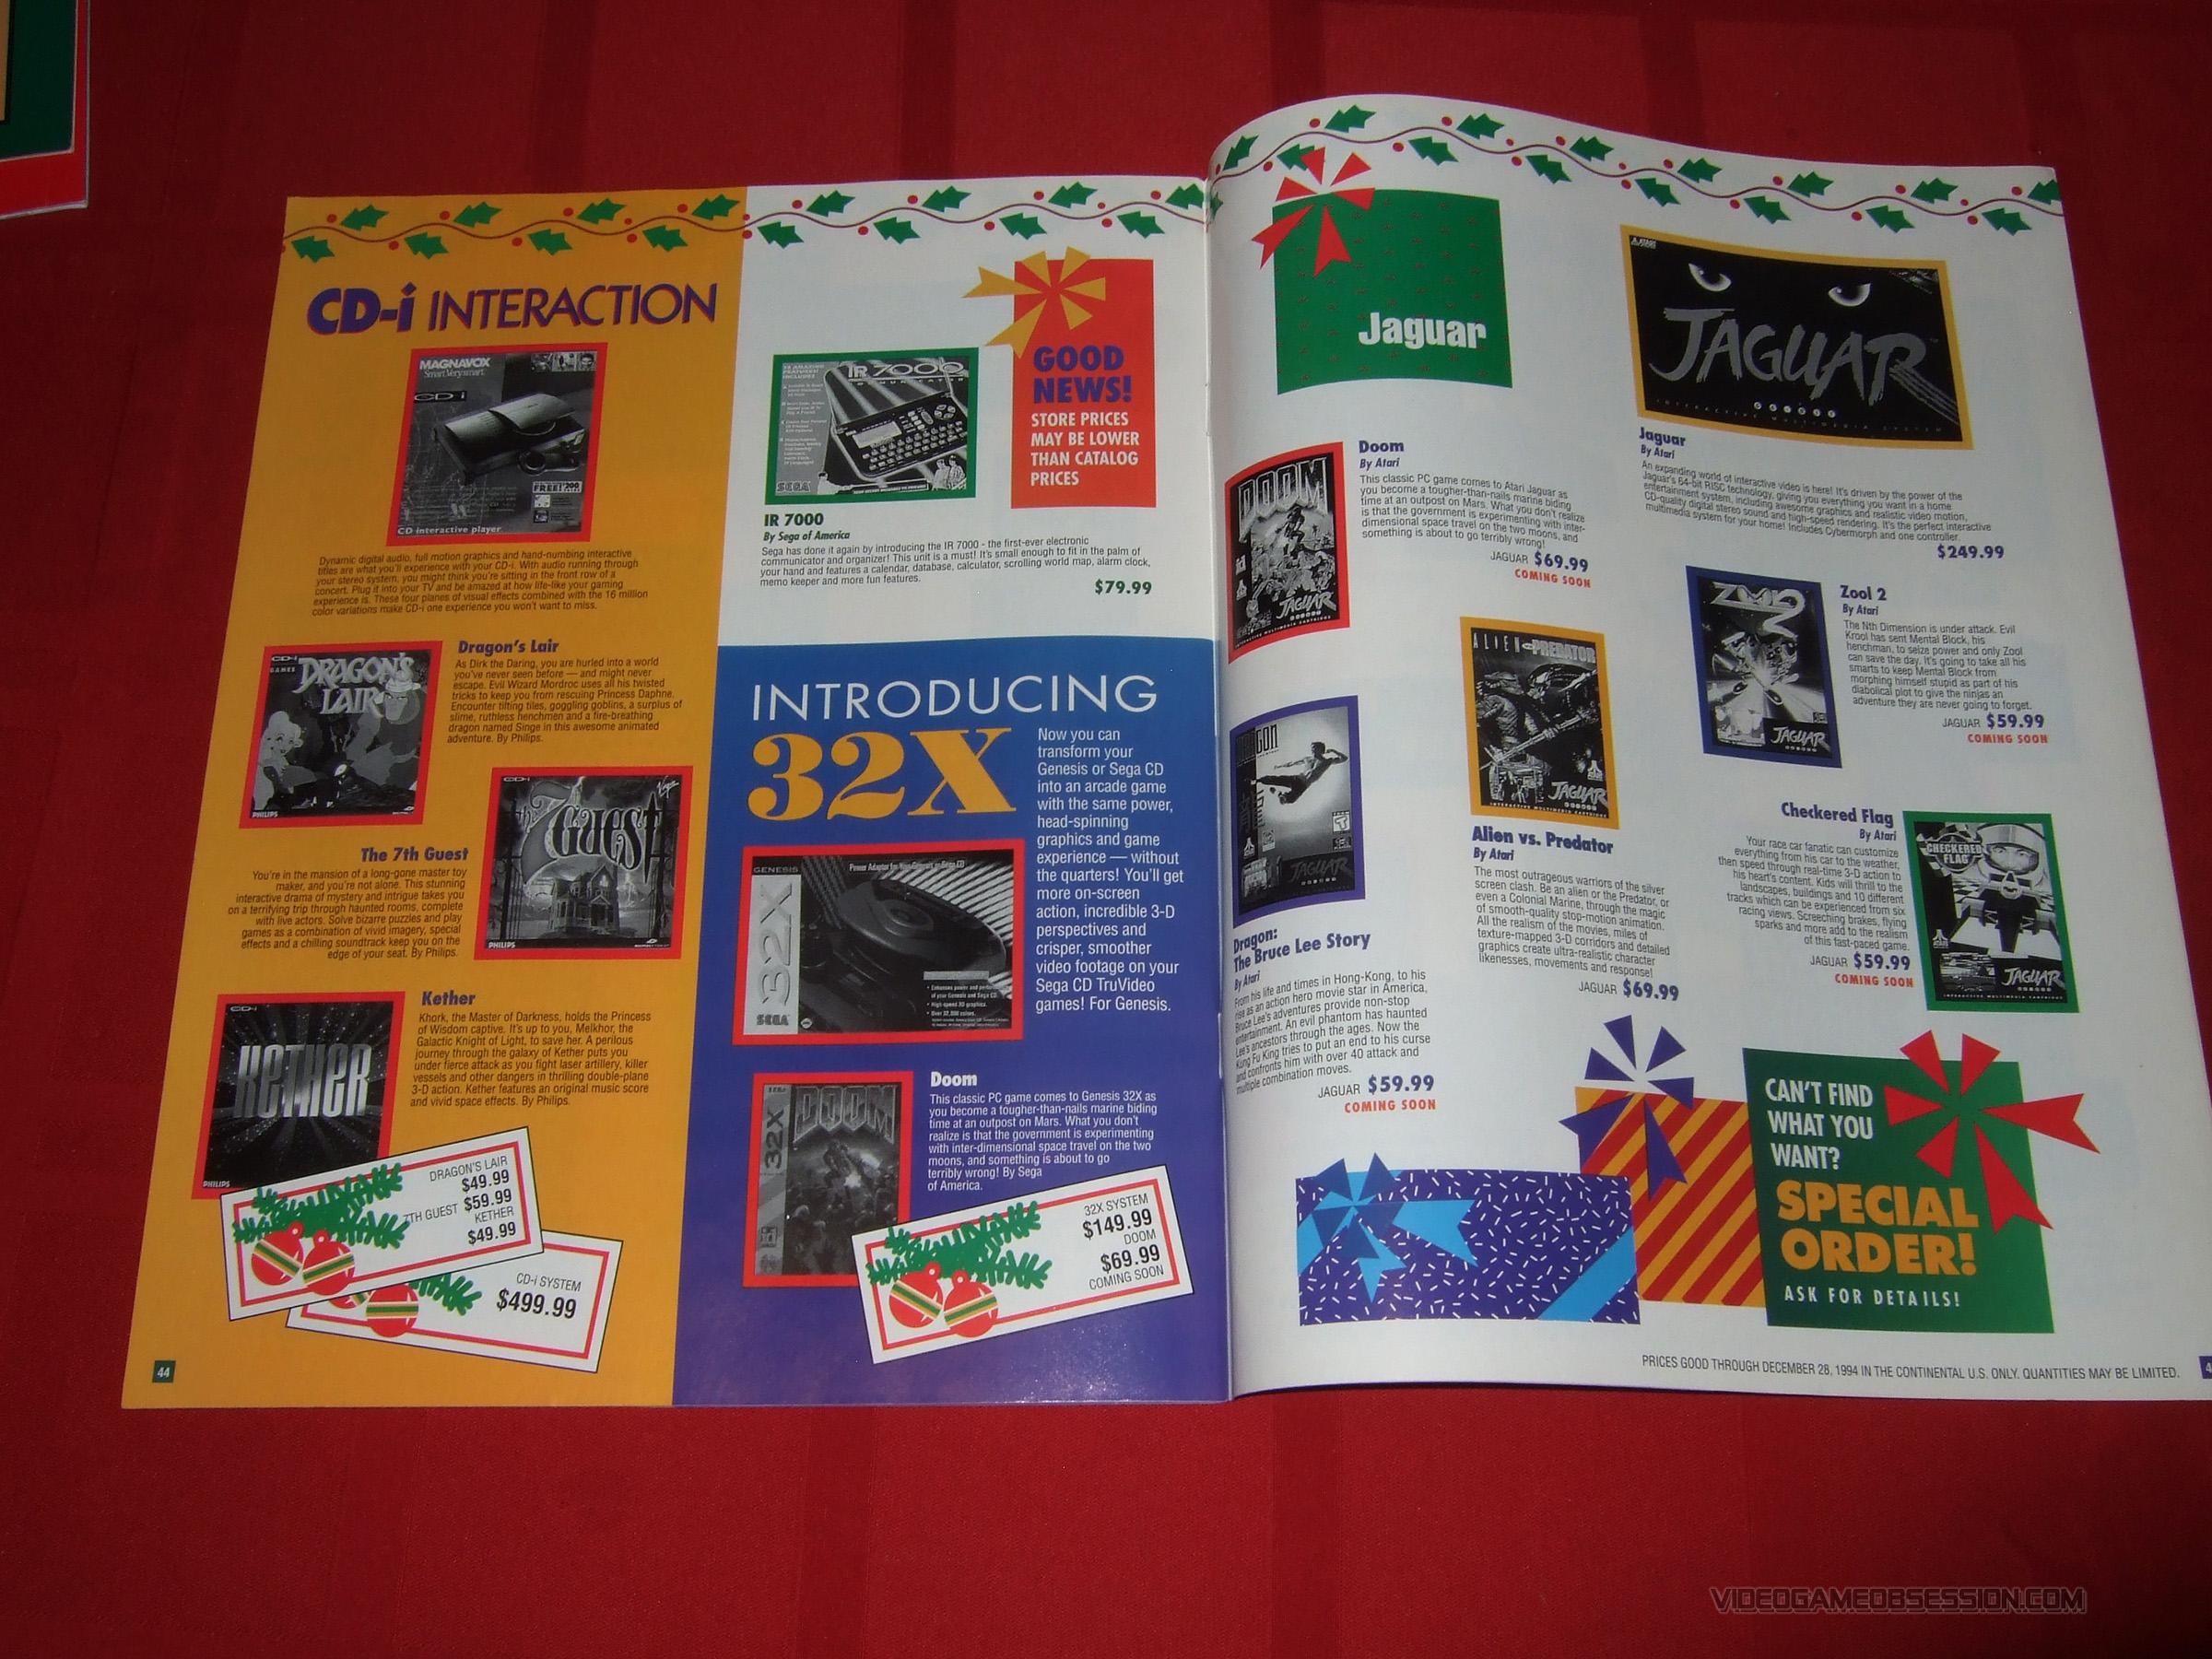 CD-i INTERACTION
MAGNAVOX
Smart. Very smart.
CD-i
FREE! $200
CD interactive player.
Dynamic digital audio, full motion graphics and hand-numbing interactive
titles are what you'll experience with your CD-i. With audio running through
your stereo system, you might think you're sitting in the front row of a
concert. Plug it into your TV and be amazed at how life-like your gaming
experience is. These four planes of visual effects combined with the 16 million
color variations make CD-i one experience you won't want to miss.
CD-i
GAMES
DRAGON'S
LAIR
PHILIPS
Dragon's Lair
As Dirk the Daring, you are hurled into a world
you've never seen before — and might never
escape. Evil Wizard Mordroc uses all his twisted
tricks to keep you from rescuing Princess Daphne.
Encounter tilting tiles, goggling goblins, a surplus of
slime, ruthless henchmen and a fire-breathing
dragon named Singe in this awesome animated
adventure. By Philips.
CD-i
Virgin
The 7th Guest
PHILIPS
The 7th Guest
You're in the mansion of a long-gone master toy
maker, and you're not alone. This stunning
interactive drama of mystery and intrigue takes you
on a terrifying trip through haunted rooms, complete
with live actors. Solve bizarre puzzles and play
games as a combination of vivid imagery, special
effects and a chilling soundtrack keep you on the
edge of your seat. By Philips.
CD-i
KETHER
PHILIPS
Kether
Khork, the Master of Darkness, holds the Princess
of Wisdom captive. It's up to you, Melkhor, the
Galactic Knight of Light, to save her. A perilous
journey through the galaxy of Kether puts you
under fierce attack as you fight laser artillery, killer
vessels and other dangers in thrilling double-plane
3-D action. Kether features an original music score
and vivid space effects. By Philips.
DRAGON'S LAIR
$49.99
7TH GUEST $59.99
KETHER
$49.99
CD-i SYSTEM
$499.99
44
IR 7000
COMMUNICATOR
SEGA
GOOD
NEWS!
STORE PRICES
MAY BE LOWER
THAN CATALOG
PRICES
IR 7000
By Sega of America
Sega has done it again by introducing the IR 7000 - the first-ever electronic
communicator and organizer! This unit is a must! It's small enough to fit in the palm of
your hand and features a calendar, database, calculator, scrolling world map, alarm clock,
memo keeper and more fun features.
$79.99
INTRODUCING
32X
Now you can
transform your
Genesis or Sega CD
into an arcade game
with the same power,
head-spinning
graphics and game
experience — without
the quarters! You'll get
more on-screen
action, incredible 3-D
perspectives and
crisper, smoother
video footage on your
Sega CD TruVideo
games! For Genesis.
GENESIS
32X
SEGA
Power Adapter for Your Genesis or Sega CD
32X
DOOM
id
Doom
This classic PC game comes to Genesis 32X as
you become a tougher-than-nails marine biding
time at an outpost on Mars. What you don't
realize is that the government is experimenting
with inter-dimensional space travel on the two
moons, and something is about to go
terribly wrong! By Sega
of America.
32X SYSTEM
$149.99
DOOM
$69.99
COMING SOON
Jaguar
ATARI
JAGUAR
64-BIT
INTERACTIVE MULTIMEDIA SYSTEM
Jaguar
By Atari
An expanding world of interactive video is here! It's driven by the power of the
Jaguar's 64-bit RISC technology, giving you everything you want in a home
entertainment system, including awesome graphics and realistic video motion,
CD-quality digital stereo sound and high-speed rendering. It's the perfect interactive
multimedia system for your home! Includes Cybermorph and one controller.
$249.99
DOOM
id
JAGUAR
Doom
By Atari
This classic PC game comes to Atari Jaguar as
you become a tougher-than-nails marine biding
time at an outpost on Mars. What you don't realize
is that the government is experimenting with inter-
dimensional space travel on the two moons, and
something is about to go terribly wrong!
JAGUAR $69.99
COMING SOON
ZOOL 2
JAGUAR
Zool 2
By Atari
The Nth Dimension is under attack. Evil
Krool has sent Mental Block, his
henchman, to seize power and only Zool
can save the day. It's going to take all his
smarts to keep Mental Block from
morphing himself stupid as part of his
diabolical plot to give the ninjas an
adventure they are never going to forget.
JAGUAR $59.99
COMING SOON
ALIEN VS PREDATOR
JAGUAR
Alien vs. Predator
By Atari
The most outrageous warriors of the silver
screen clash. Be an alien or the Predator, or
even a Colonial Marine, through the magic
of smooth-quality stop-motion animation.
All the realism of the movies, miles of
texture-mapped 3-D corridors and detailed
graphics create ultra-realistic character
likenesses, movements and response!
JAGUAR $69.99
DRAGON
JAGUAR
Dragon:
The Bruce Lee Story
By Atari
From his life and times in Hong-Kong, to his
rise as an action hero movie star in America,
Bruce Lee's adventures provide non-stop
entertainment. An evil phantom has haunted
Lee's ancestors through the ages. Now the
Kung Fu King tries to put an end to his curse
and confronts him with over 40 attack and
multiple combination moves.
JAGUAR $59.99
COMING SOON
Checkered Flag
By Atari
Your race car fanatic can customize
everything from his car to the weather,
then speed through real-time 3-D action to
his heart's content. Kids will thrill to the
landscapes, buildings and 10 different
tracks which can be experienced from six
racing views. Screeching brakes, flying
sparks and more add to the realism
of this fast-paced game.
JAGUAR $59.99
COMING SOON
CHECKERED
FLAG
JAGUAR
CAN'T FIND
WHAT YOU
WANT?
SPECIAL
ORDER!
ASK FOR DETAILS!
PRICES GOOD THROUGH DECEMBER 28, 1994 IN THE CONTINENTAL U.S. ONLY. QUANTITIES MAY BE LIMITED.
VIDEOGAMEOBSESSION.COM